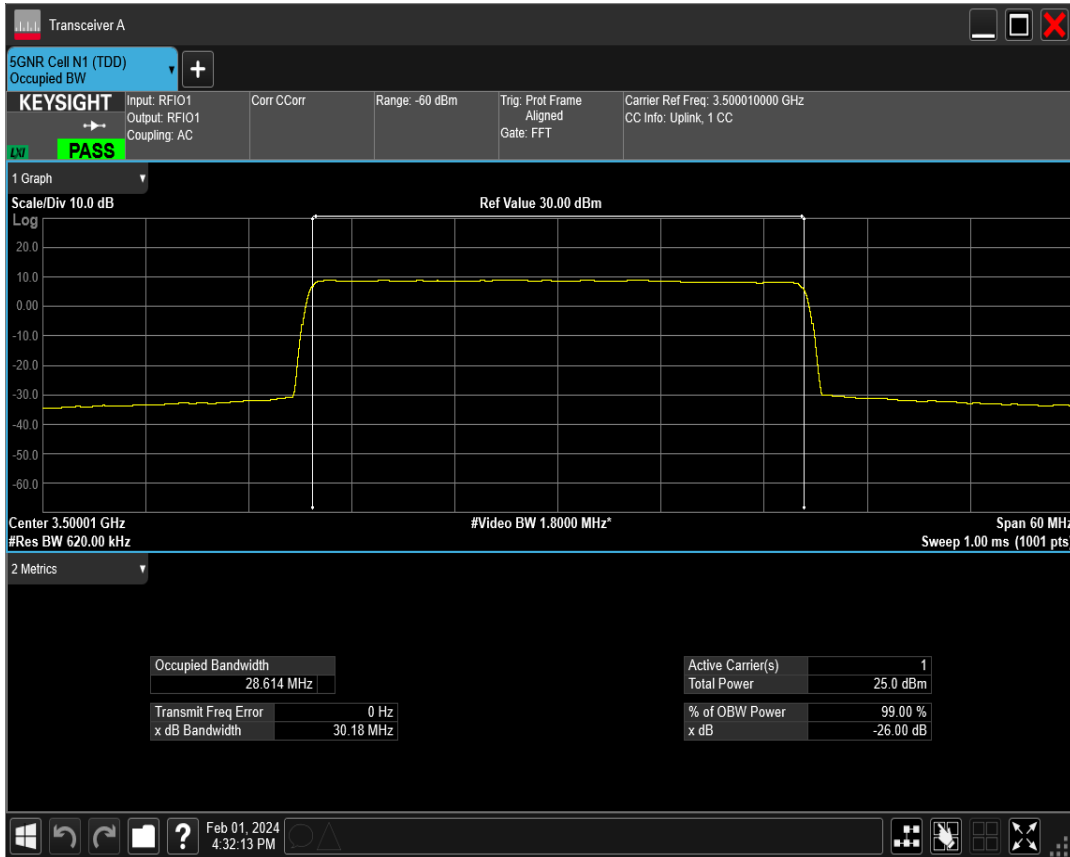 Transceiver A
5GNR Cell N1 (TDD)
Occupied BW
+
KEYSIGHT
LXI
PASS
Input: RFIO1
Output: RFIO1
Coupling: AC
Corr CCorr
Range: -60 dBm
Trig: Prot Frame
Aligned
Gate: FFT
Carrier Ref Freq: 3.500010000 GHz
CC Info: Uplink, 1 CC
1 Graph
Scale/Div 10.0 dB
Ref Value 30.00 dBm
Log
20.0
10.0
0.00
-10.0
-20.0
-30.0
-40.0
-50.0
-60.0
Center 3.50001 GHz
#Video BW 1.8000 MHz*
Span 60 MHz
#Res BW 620.00 kHz
Sweep 1.00 ms (1001 pts)
2 Metrics
Occupied Bandwidth
28.614 MHz
Transmit Freq Error 0 Hz
x dB Bandwidth 30.18 MHz
Active Carrier(s) 1
Total Power 25.0 dBm
% of OBW Power 99.00 %
x dB -26.00 dB
?
Feb 01, 2024
4:32:13 PM